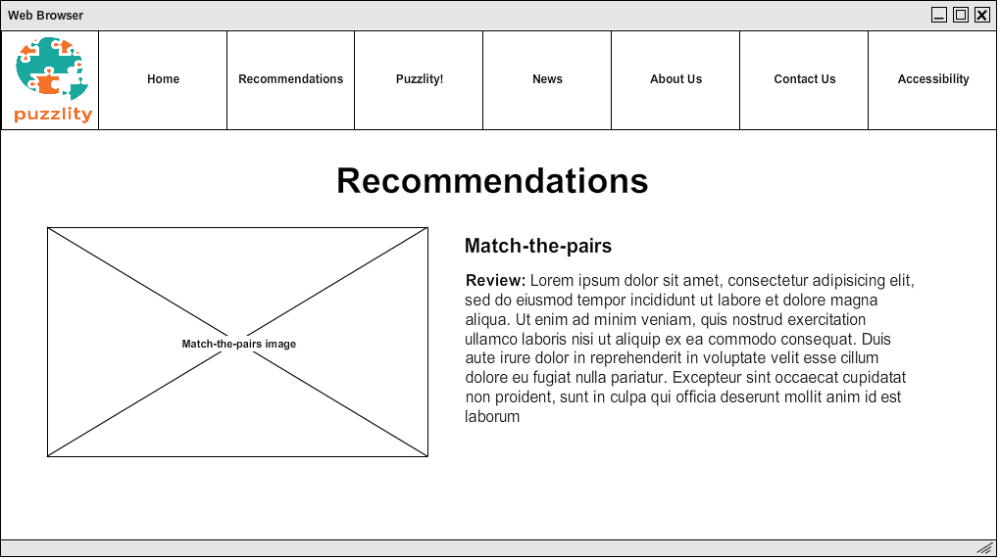 Web Browser
puzzlity
Home
Recommendations
Puzzlity!
News
About Us
Contact Us
Accessibility
Recommendations
Match-the-pairs image
Match-the-pairs
Review: Lorem ipsum dolor sit amet, consectetur adipisicing elit,
sed do eiusmod tempor incididunt ut labore et dolore magna
aliqua. Ut enim ad minim veniam, quis nostrud exercitation
ullamco laboris nisi ut aliquip ex ea commodo consequat. Duis
aute irure dolor in reprehenderit in voluptate velit esse cillum
dolore eu fugiat nulla pariatur. Excepteur sint occaecat cupidatat
non proident, sunt in culpa qui officia deserunt mollit anim id est
laborum